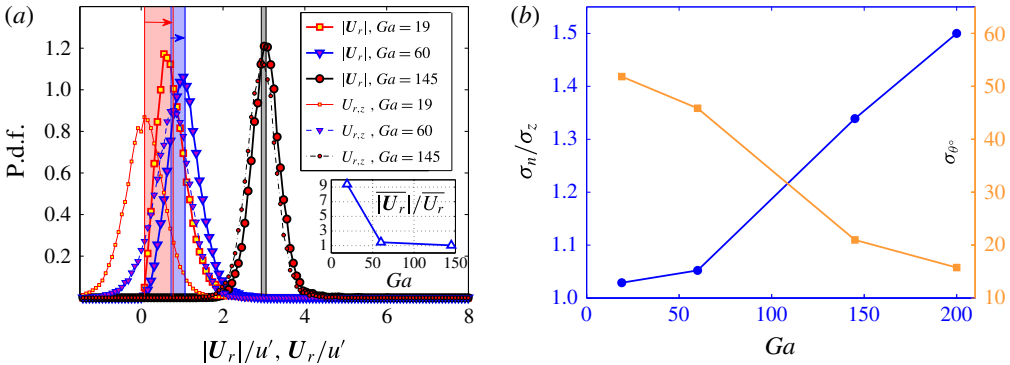 (a)
P.d.f.
1.2
1.0
0.8
0.6
0.4
0.2
0 2 4 6 8
|U_r|/u′, U_r/u′
|U_r|, Ga = 19
|U_r|, Ga = 60
|U_r|, Ga = 145
U_{r,z} , Ga = 19
U_{r,z} , Ga = 60
U_{r,z} , Ga = 145
9
7
5
3
1
|U_r|/U_r
0 50 100 150
Ga
(b)
σ_n/σ_z
1.5
1.4
1.3
1.2
1.1
1.0
0 50 100 150 200
Ga
60
50
40
30
20
10
σ_θ°